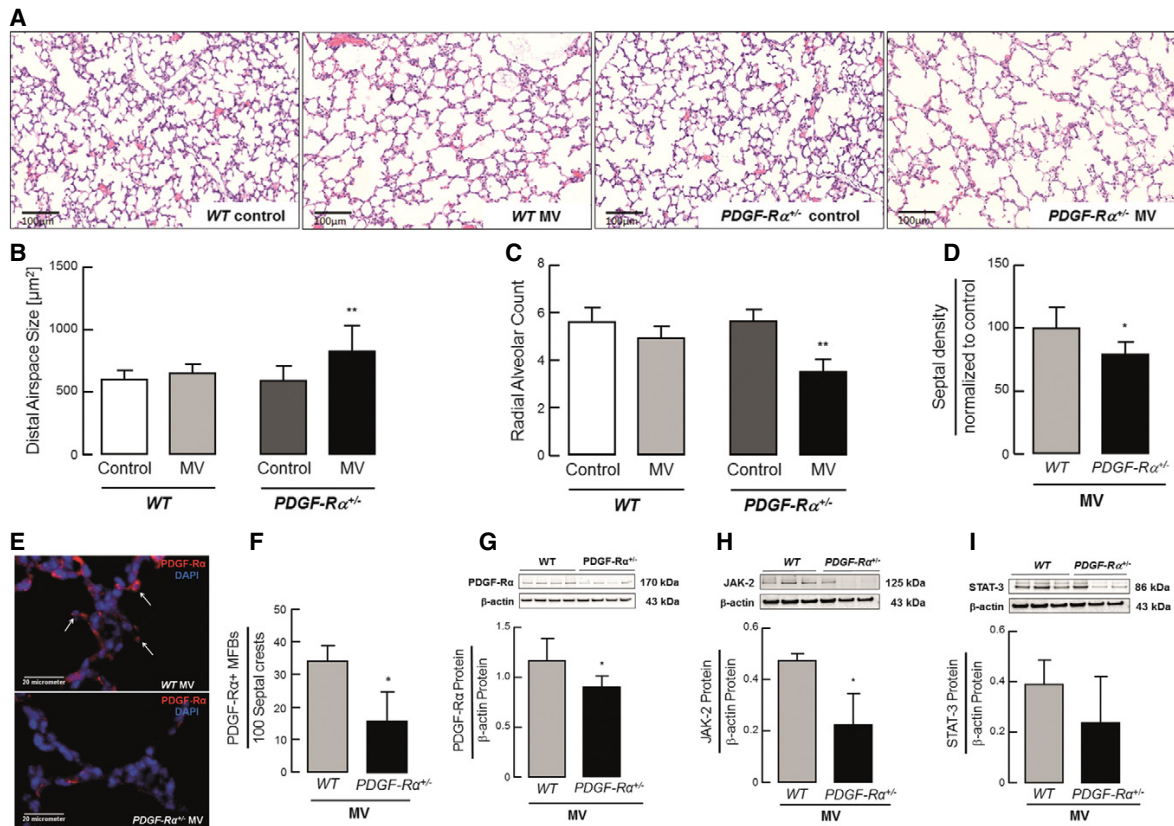 A
100µm
WT control
100µm
WT MV
100µm
PDGF-Rα+/- control
100µm
PDGF-Rα+/- MV
B
Distal Airspace Size [µm²]
1500
1000
500
0
**
Control
MV
Control
MV
WT
PDGF-Rα+/-
C
Radial Alveolar Count
8
6
4
2
0
**
Control
MV
Control
MV
WT
PDGF-Rα+/-
D
Septal density
normalized to control
150
100
50
0
*
WT
PDGF-Rα+/-
MV
E
PDGF-Rα
DAPI
20 micrometer
WT MV
PDGF-Rα
DAPI
20 micrometer
PDGF-Rα+/- MV
F
PDGF-Rα+ MFBs
100 Septal crests
50
40
30
20
10
0
*
WT
PDGF-Rα+/-
MV
G
WT
PDGF-Rα+/-
PDGF-Rα
170 kDa
β-actin
43 kDa
PDGF-Rα Protein
β-actin Protein
1.5
1.0
0.5
0
*
WT
PDGF-Rα+/-
MV
H
WT
PDGF-Rα+/-
JAK-2
125 kDa
β-actin
43 kDa
JAK-2 Protein
β-actin Protein
0.6
0.4
0.2
0
*
WT
PDGF-Rα+/-
MV
I
WT
PDGF-Rα+/-
STAT-3
86 kDa
β-actin
43 kDa
STAT-3 Protein
β-actin Protein
0.6
0.4
0.2
0
WT
PDGF-Rα+/-
MV